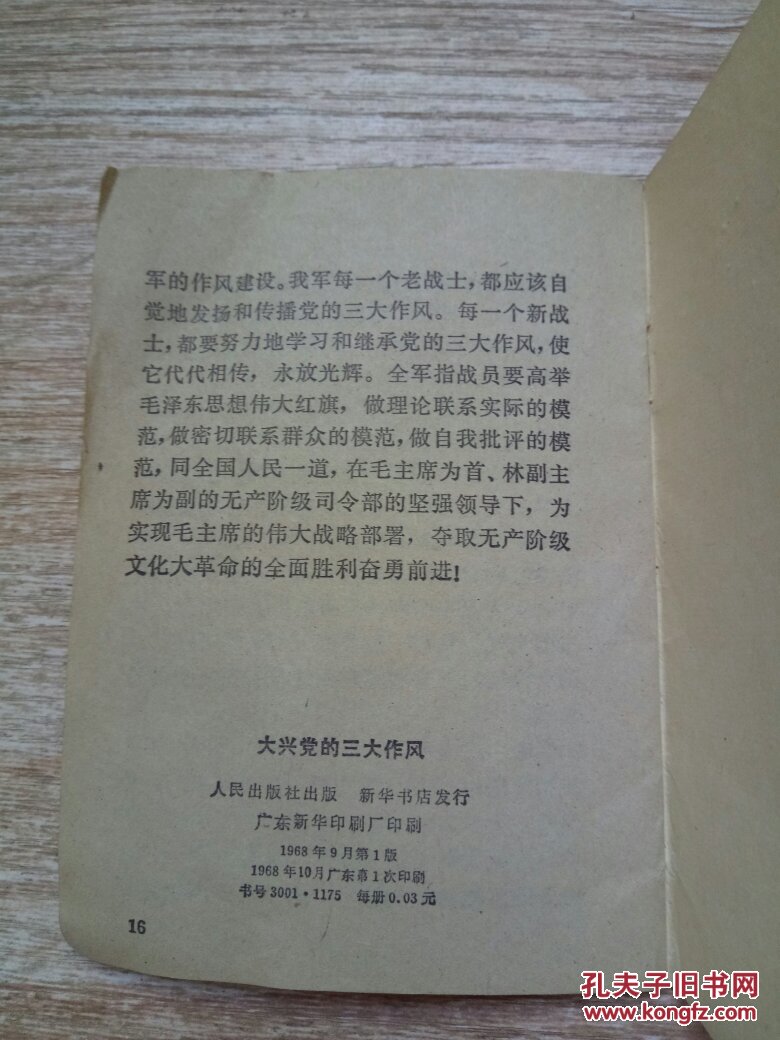 军的作风建设。我军每一个老战士，都应该自
觉地发扬和传播党的三大作风。每一个新战
士，都要努力地学习和继承党的三大作风，使
它代代相传，永放光辉。全军指战员要高举
毛泽东思想伟大红旗，做理论联系实际的模
范，做密切联系群众的模范，做自我批评的模
范，同全国人民一道，在毛主席为首、林副主
席为副的无产阶级司令部的坚强领导下，为
实现毛主席的伟大战略部署，夺取无产阶级
文化大革命的全面胜利奋勇前进！
大兴党的三大作风
人民出版社出版 新华书店发行
广东新华印刷厂印刷
1968年9月第1版
1968年10月广东第1次印刷
书号3001·1175 每册0.03元
16
孔夫子旧书网
www.kongfz.com